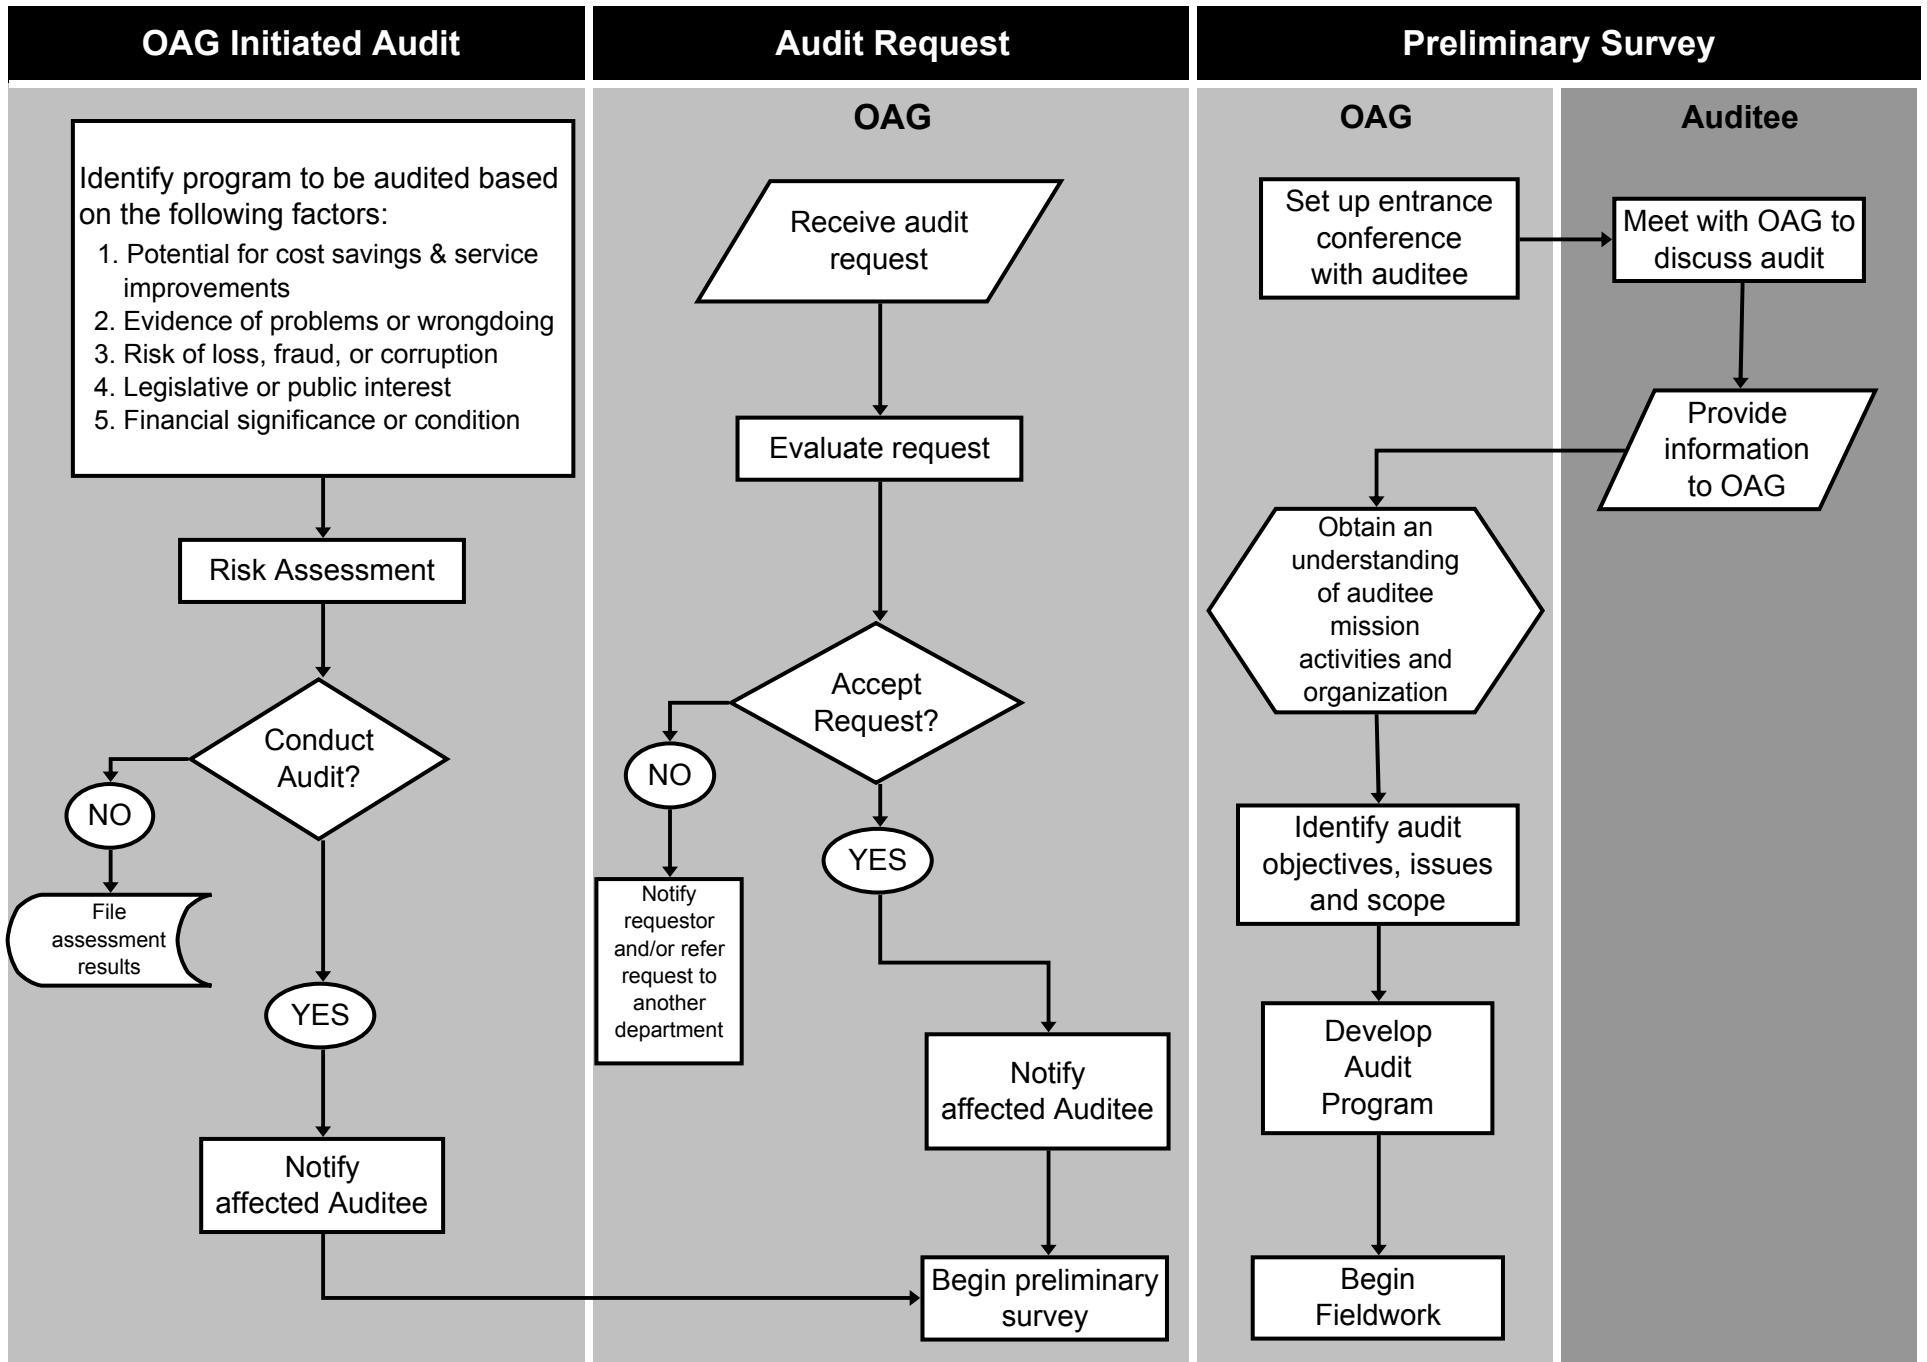 OAG Initiated Audit
Identify program to be audited based
on the following factors:
1. Potential for cost savings & service
improvements
2. Evidence of problems or wrongdoing
3. Risk of loss, fraud, or corruption
4. Legislative or public interest
5. Financial significance or condition
Risk Assessment
Conduct
Audit?
NO
File
assessment
results
YES
Notify
affected Auditee
Audit Request
OAG
Receive audit
request
Evaluate request
Accept
Request?
NO
Notify
requestor
and/or refer
request to
another
department
YES
Notify
affected Auditee
Begin preliminary
survey
Preliminary Survey
OAG
Set up entrance
conference
with auditee
Auditee
Meet with OAG to
discuss audit
Provide
information
to OAG
Obtain an
understanding
of auditee
mission
activities and
organization
Identify audit
objectives, issues
and scope
Develop
Audit
Program
Begin
Fieldwork